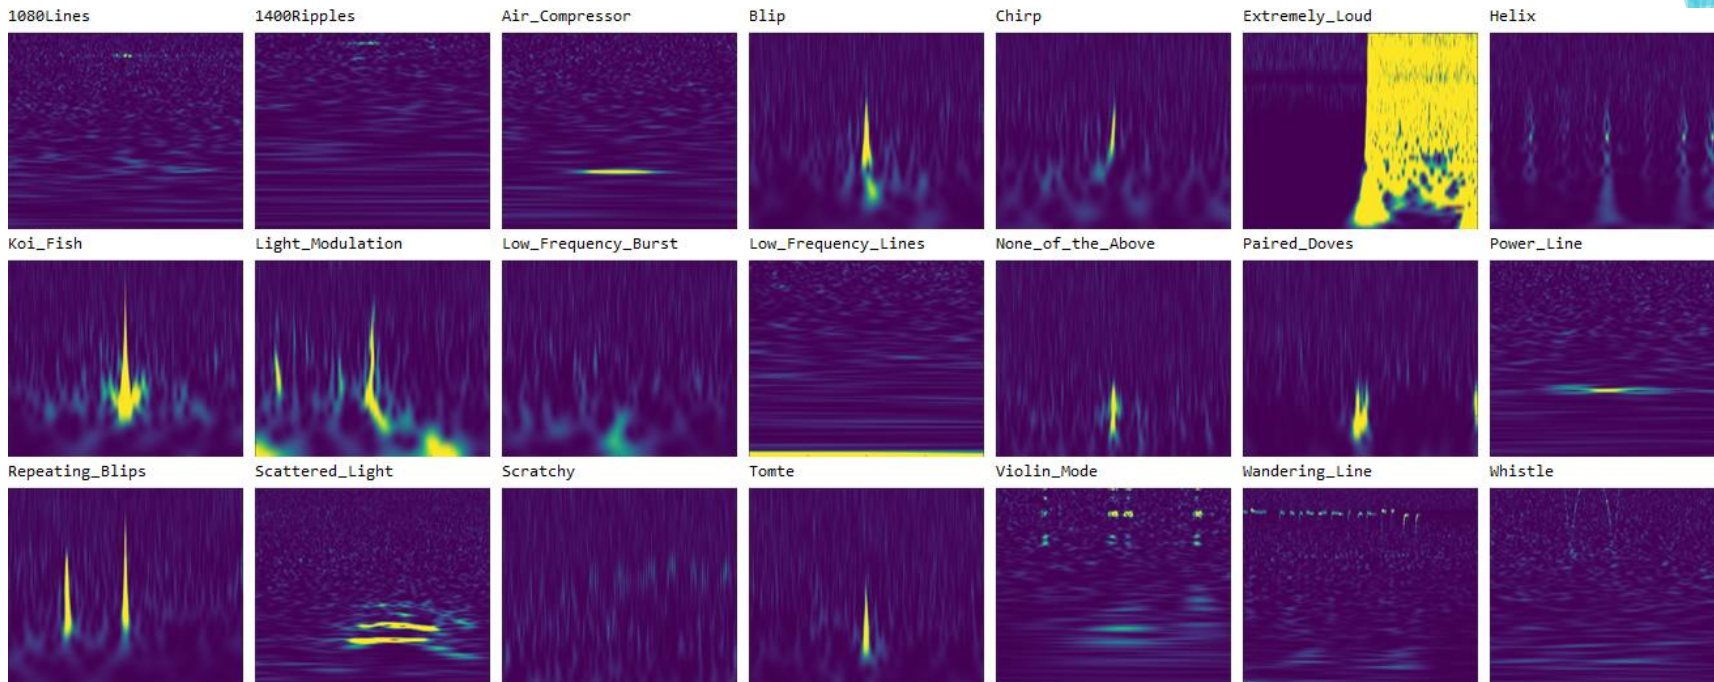 1080Lines 1400Ripples Air_Compressor Blip Chirp Extremely_Loud Helix
Koi_Fish Light_Modulation Low_Frequency_Burst Low_Frequency_Lines None_of_the_Above Paired_Doves Power_Line
Repeating_Blips Scattered_Light Scratchy Tomte Violin_Mode Wandering_Line Whistle